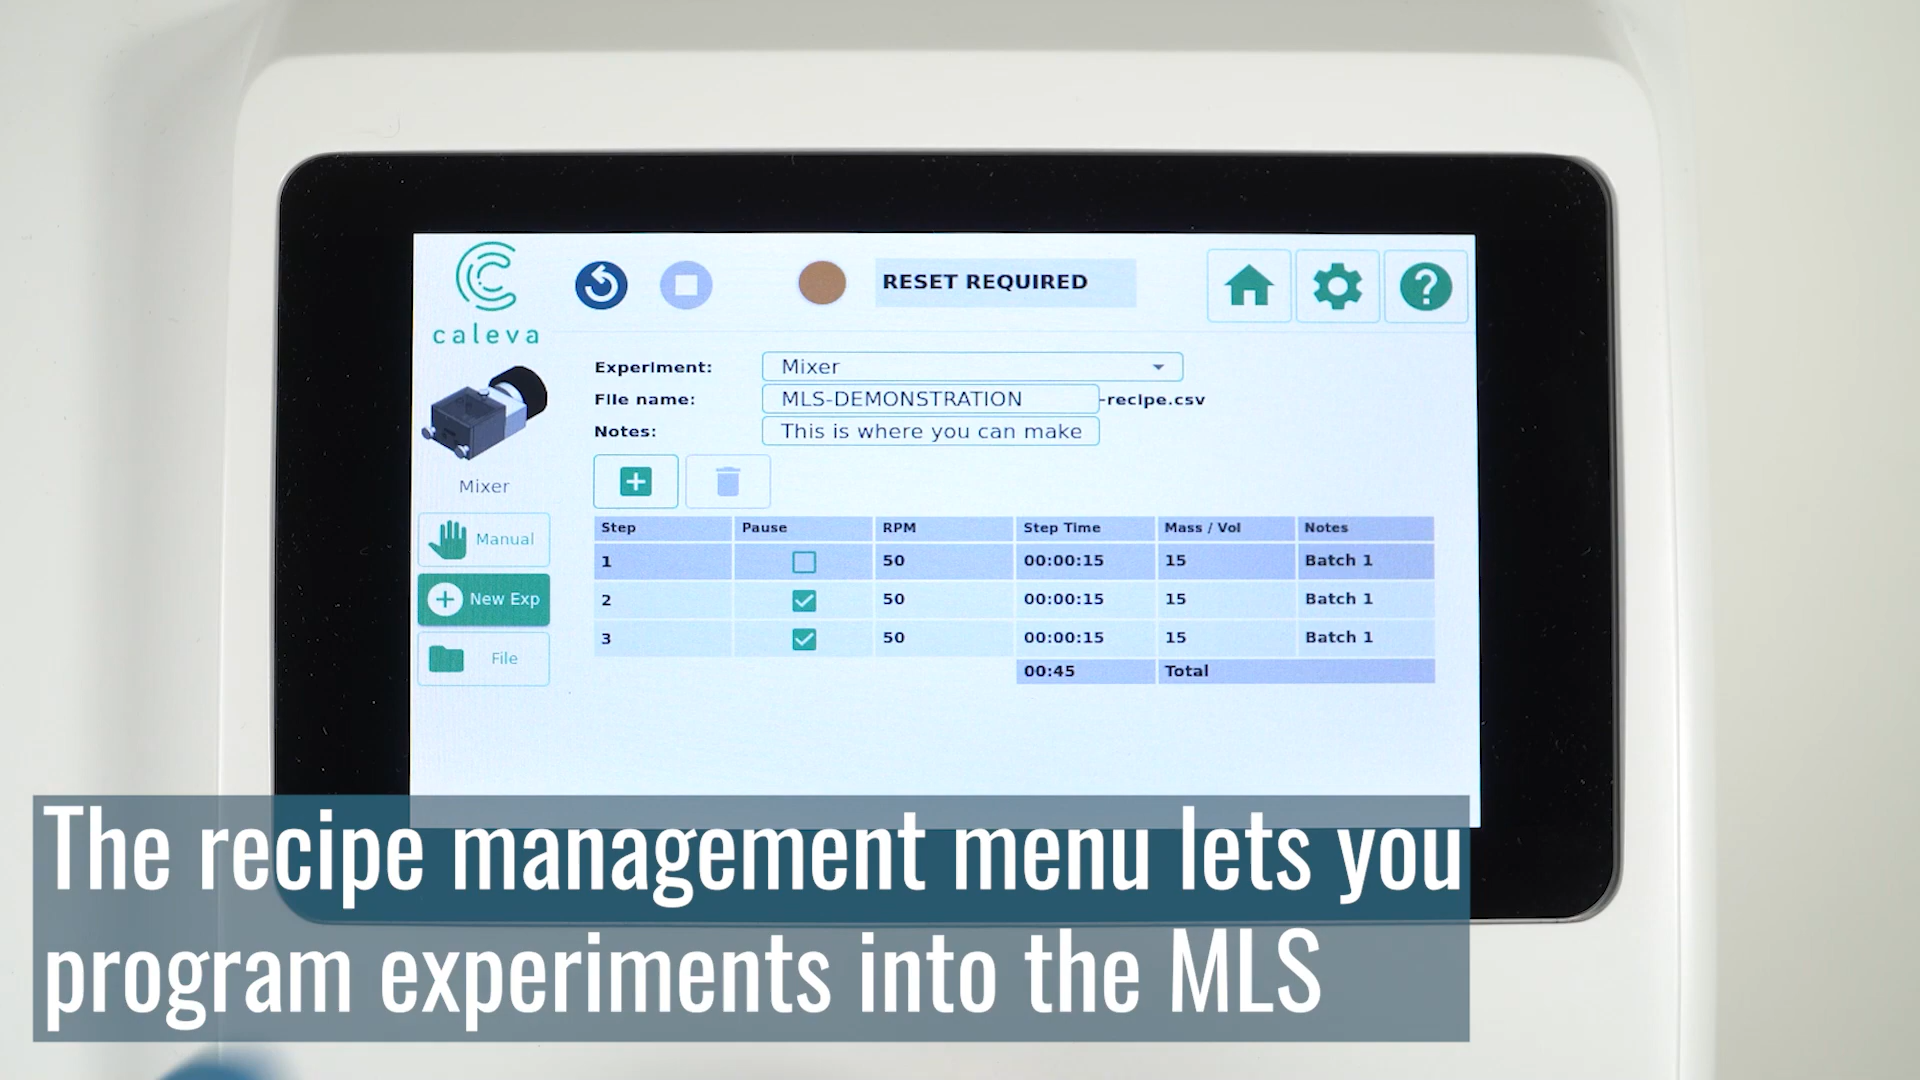 caleva
RESET REQUIRED
Experiment: Mixer
File name: MLS-DEMONSTRATION -recipe.csv
Notes: This is where you can make
Mixer
Manual
New Exp
File
Step Pause RPM Step Time Mass / Vol Notes
1 50 00:00:15 15 Batch 1
2 50 00:00:15 15 Batch 1
3 50 00:00:15 15 Batch 1
00:45 Total
The recipe management menu lets you
program experiments into the MLS